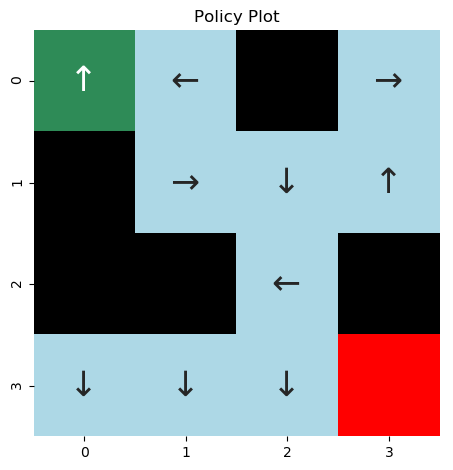 Policy Plot
0 ↑ ← →
1 → ↓ ↑
2 ←
3 ↓ ↓ ↓
0 1 2 3